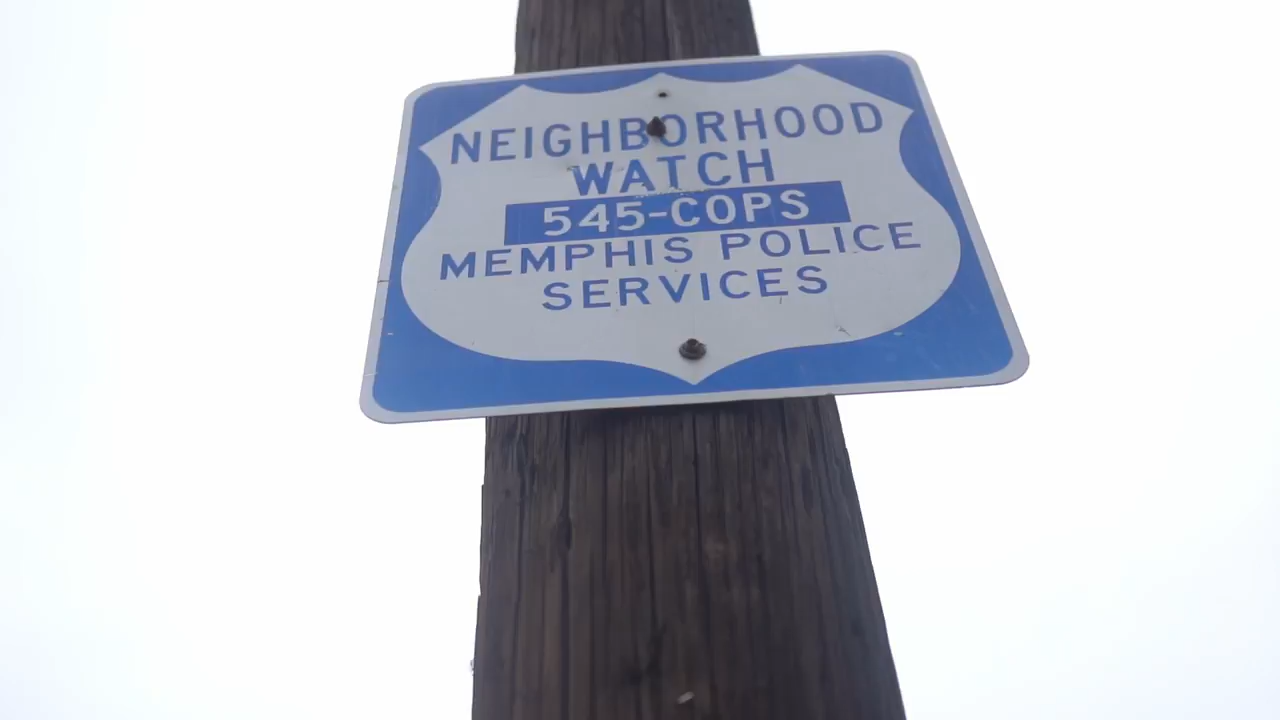 NEIGHBORHOOD
WATCH
545-COPS
MEMPHIS POLICE
SERVICES